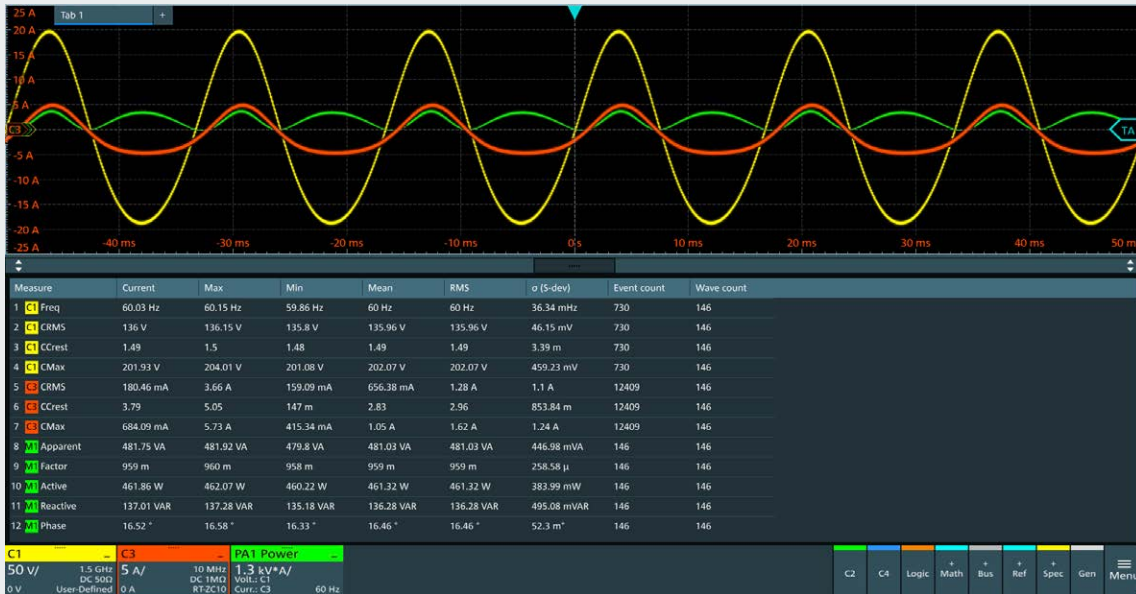 25 A
Tab 1 +
20 A
15 A
10 A
5 A
C3
TA
-5 A
-10 A
-15 A
-20 A
-25 A -40 ms -30 ms -20 ms -10 ms 0 s 10 ms 20 ms 30 ms 40 ms 50 m
Measure Current Max Min Mean RMS σ (S-dev) Event count Wave count
1 C1 Freq 60.03 Hz 60.15 Hz 59.86 Hz 60 Hz 60 Hz 36.34 mHz 730 146
2 C1 CRMS 136 V 136.15 V 135.8 V 135.96 V 135.96 V 46.15 mV 730 146
3 C1 CCrest 1.49 1.5 1.48 1.49 1.49 3.39 m 730 146
4 C1 CMax 201.93 V 204.01 V 201.08 V 202.07 V 202.07 V 459.23 mV 730 146
5 C3 CRMS 180.46 mA 3.66 A 159.09 mA 656.38 mA 1.28 A 1.1 A 12409 146
6 C3 CCrest 3.79 5.05 147 m 2.83 2.96 853.84 m 12409 146
7 C3 CMax 684.09 mA 5.73 A 415.34 mA 1.05 A 1.62 A 1.24 A 12409 146
8 M1 Apparent 481.75 VA 481.92 VA 479.8 VA 481.03 VA 481.03 VA 446.98 mVA 146 146
9 M1 Factor 959 m 960 m 958 m 959 m 959 m 258.58 µ 146 146
10 M1 Active 461.86 W 462.07 W 460.22 W 461.32 W 461.32 W 383.99 mW 146 146
11 M1 Reactive 137.01 VAR 137.28 VAR 135.18 VAR 136.28 VAR 136.28 VAR 495.08 mVAR 146 146
12 M1 Phase 16.52 ° 16.58 ° 16.33 ° 16.46 ° 16.46 ° 52.3 m° 146 146
C1 C3 PA1 Power
50 V/ 1.5 GHz 5 A/ 10 MHz 1.3 kV*A/
DC 50Ω DC 1MΩ Volt.: C1
0 V User-Defined 0 A RT-ZC10 Curr.: C3 60 Hz
C2 C4 Logic + Math + Bus + Ref + Spec Gen Menu